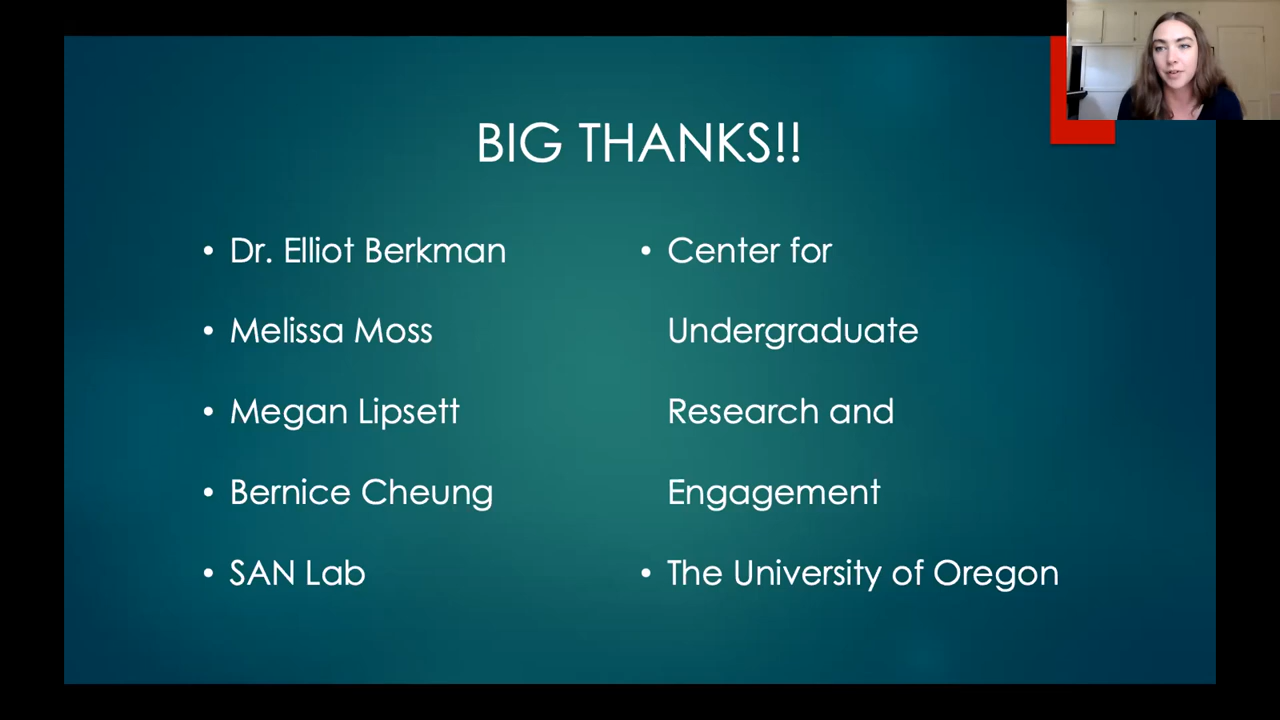 BIG THANKS!!
• Dr. Elliot Berkman
• Melissa Moss
• Megan Lipsett
• Bernice Cheung
• SAN Lab
• Center for
Undergraduate
Research and
Engagement
• The University of Oregon